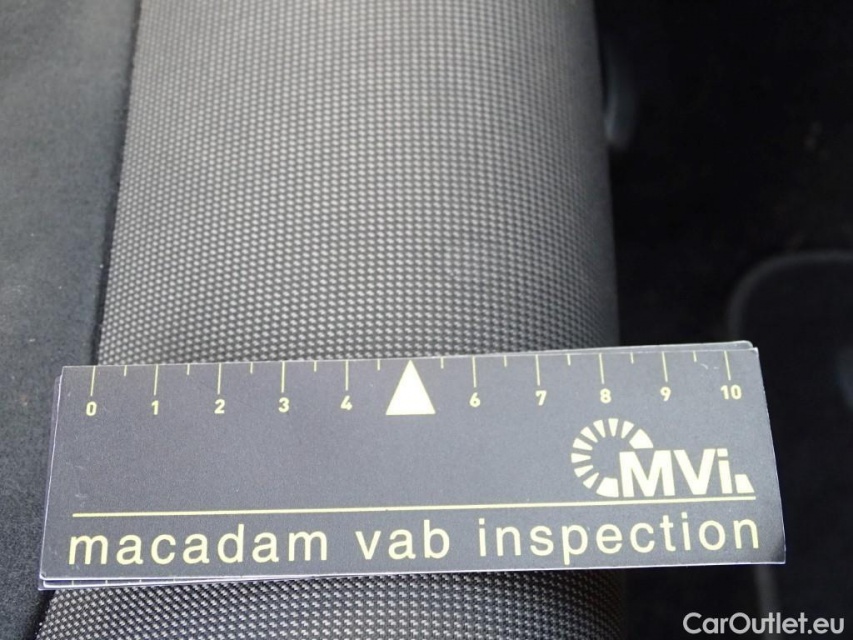 0 1 2 3 4 6 7 8 9 10
MVi
macadam vab inspection
CarOutlet.eu